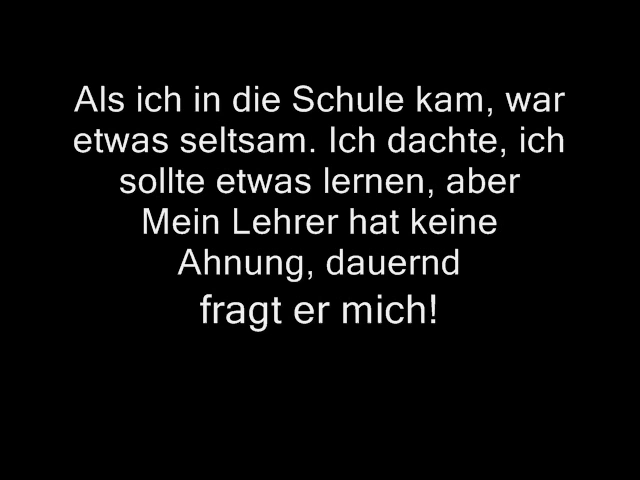 Als ich in die Schule kam, war
etwas seltsam. Ich dachte, ich
sollte etwas lernen, aber
Mein Lehrer hat keine
Ahnung, dauernd
fragt er mich!